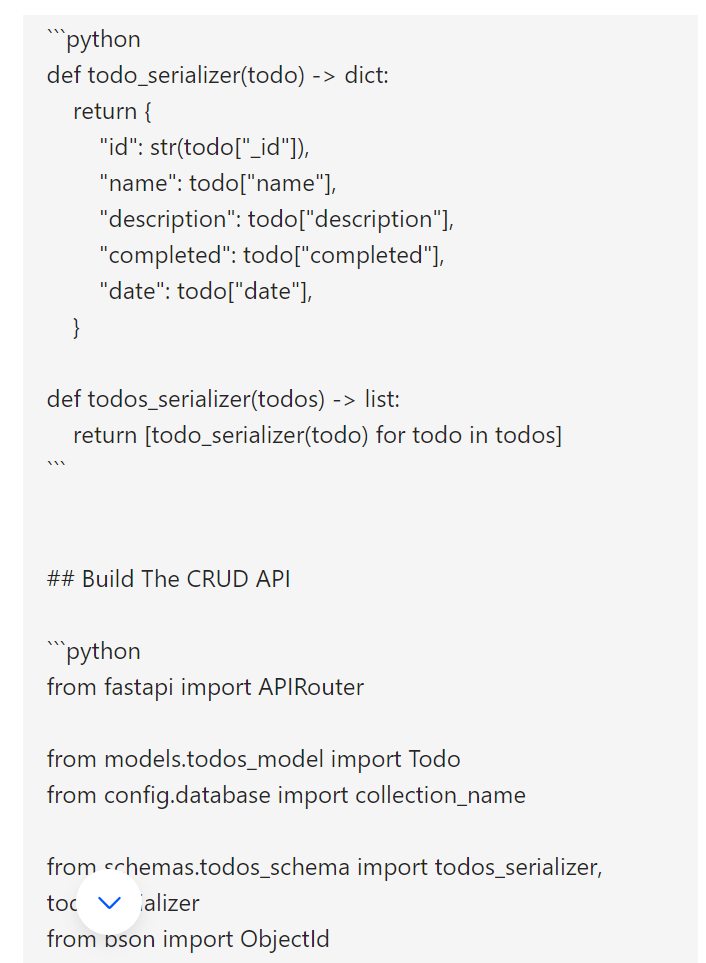 ```python
def todo_serializer(todo) -> dict:
    return {
        "id": str(todo["_id"]),
        "name": todo["name"],
        "description": todo["description"],
        "completed": todo["completed"],
        "date": todo["date"],
    }
def todos_serializer(todos) -> list:
    return [todo_serializer(todo) for todo in todos]
```
## Build The CRUD API
```python
from fastapi import APIRouter
from models.todos_model import Todo
from config.database import collection_name
from schemas.todos_schema import todos_serializer,
from bson import ObjectId